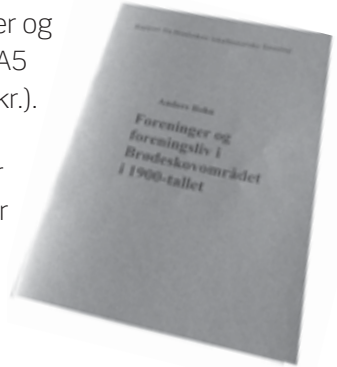 er og
A5
kr.).
r
r
Anders Bohn
Foreninger og
foreningsliv i
Brødeskovområdet
i 1900-tallet